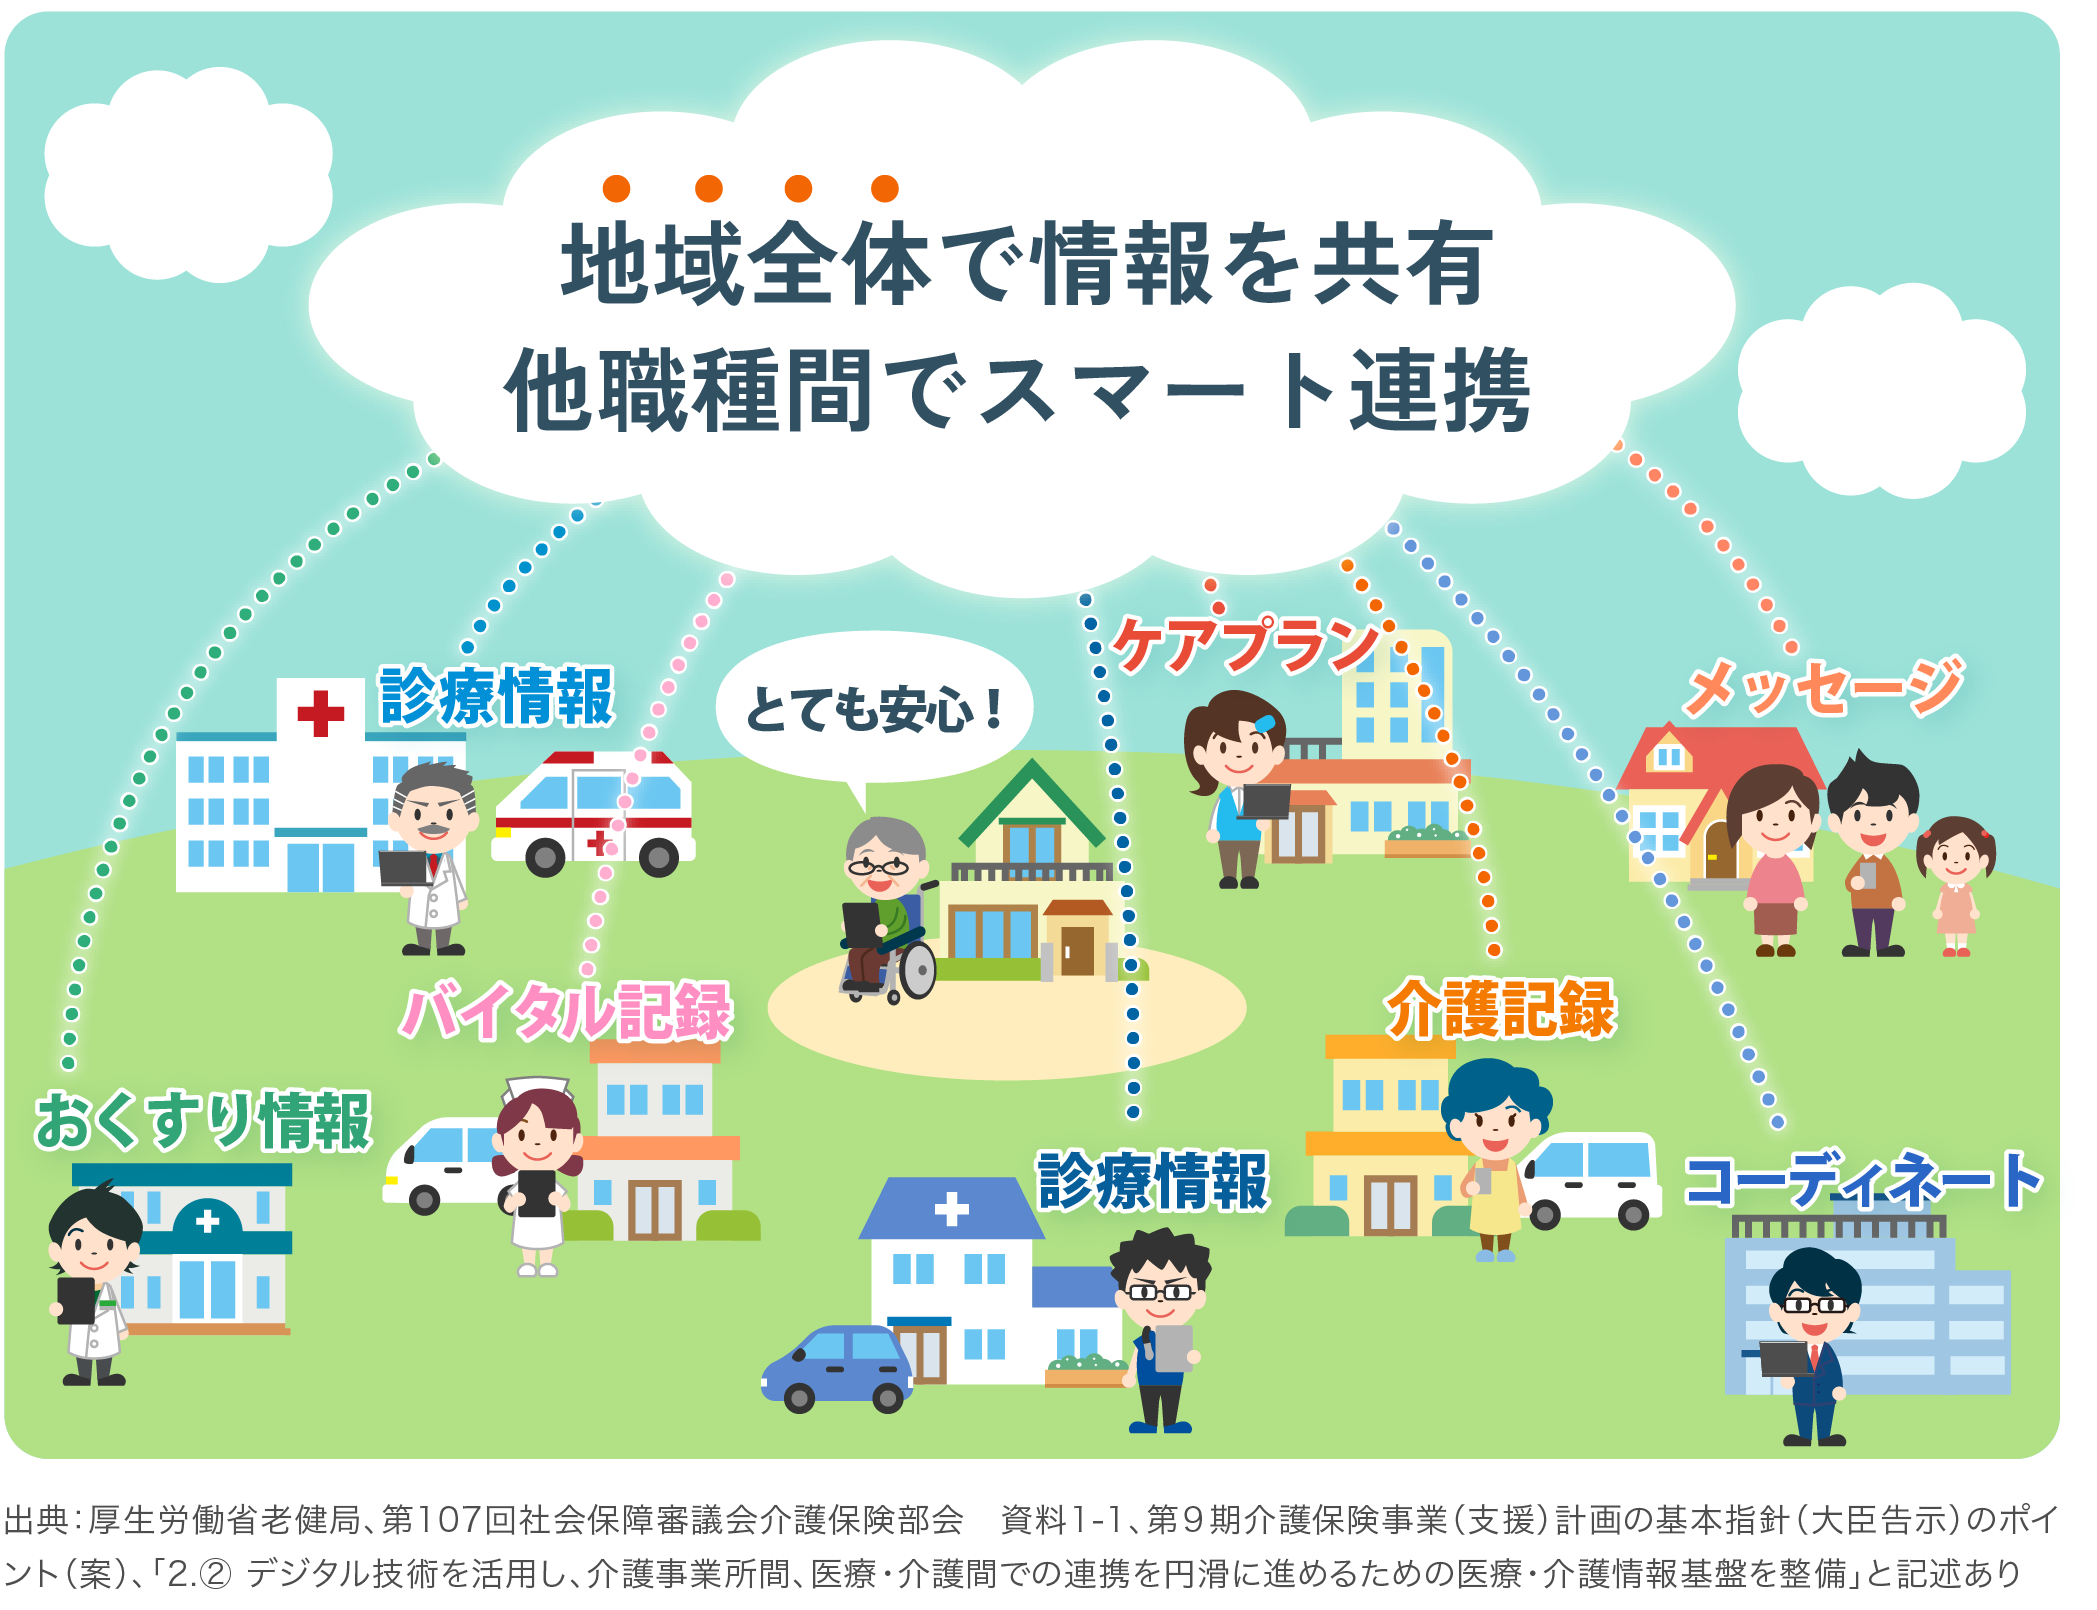 地域全体で情報を共有
他職種間でスマート連携
診療情報
とても安心！
ケアプラン
メッセージ
バイタル記録
介護記録
おくすり情報
診療情報
コーディネート
出典：厚生労働省老健局、第107回社会保障審議会介護保険部会　資料1-1、第９期介護保険事業（支援）計画の基本指針（大臣告示）のポイ
ント（案）、「2.② デジタル技術を活用し、介護事業所間、医療・介護間での連携を円滑に進めるための医療・介護情報基盤を整備」と記述あり